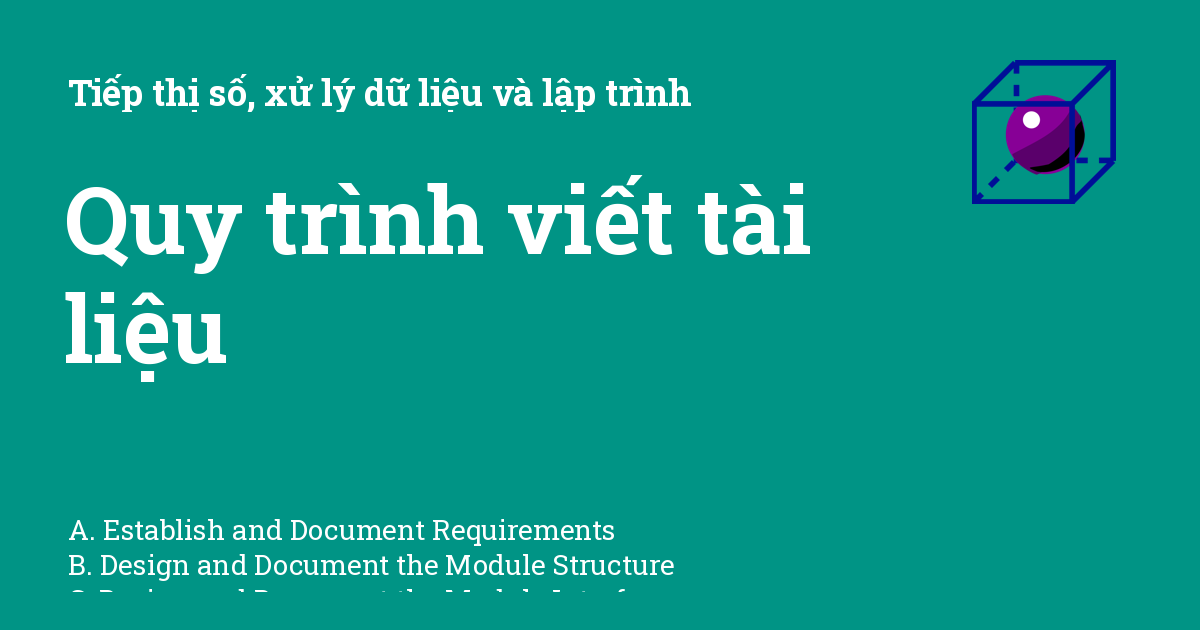 Tiếp thị số, xử lý dữ liệu và lập trình
Quy trình viết tài
liệu
A. Establish and Document Requirements
B. Design and Document the Module Structure